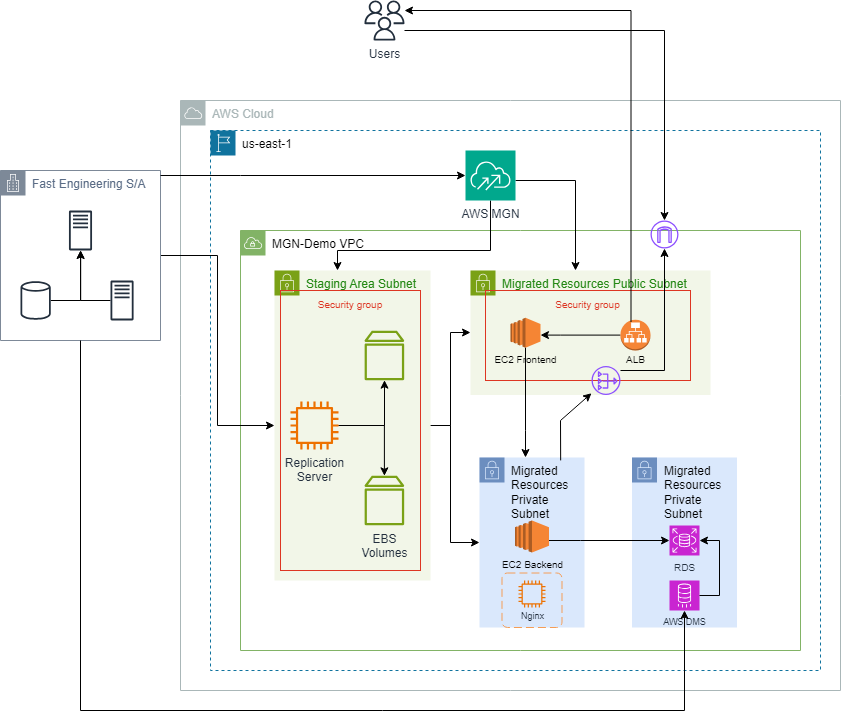 Users
AWS Cloud
us-east-1
Fast Engineering S/A
AWS MGN
MGN-Demo VPC
Staging Area Subnet
Security group
Migrated Resources Public Subnet
Security group
EC2 Frontend
ALB
Replication
Server
EBS
Volumes
Migrated
Resources
Private
Subnet
EC2 Backend
Nginx
Migrated
Resources
Private
Subnet
RDS
AWS DMS